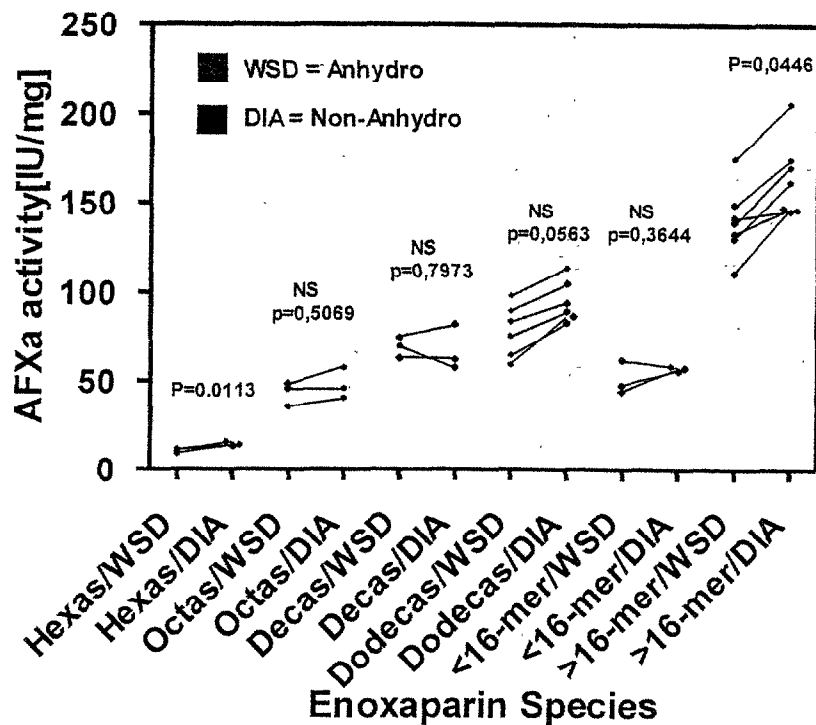 AFXa activity[IU/mg]
250
200
150
100
50
0
WSD = Anhydro
DIA = Non-Anhydro
P=0.0113
NS
p=0,5069
NS
p=0,7973
NS
p=0,0563
NS
p=0,3644
P=0,0446
Hexas/WSD
Hexas/DIA
Octas/WSD
Octas/DIA
Decas/WSD
Decas/DIA
Dodecas/WSD
Dodecas/DIA
<16-mer/WSD
<16-mer/DIA
>16-mer/WSD
>16-mer/DIA
Enoxaparin Species